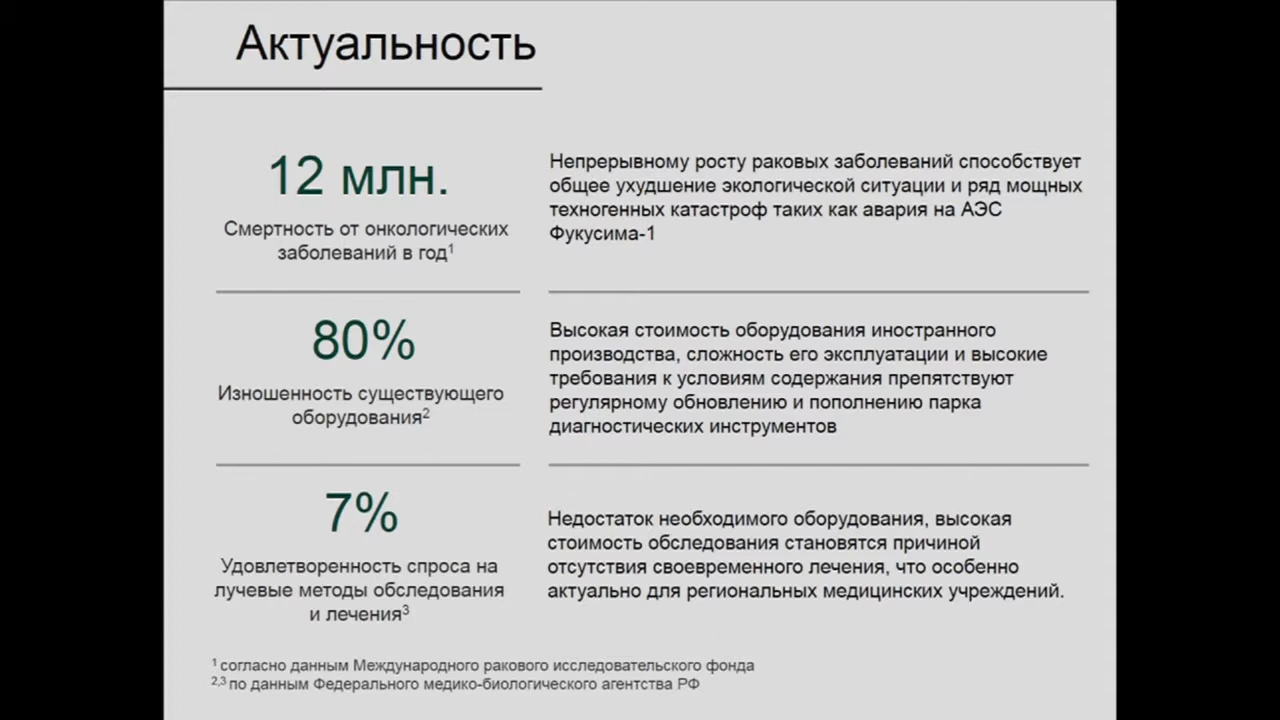 Актуальность
12 млн.
Смертность от онкологических
заболеваний в год¹
Непрерывному росту раковых заболеваний способствует
общее ухудшение экологической ситуации и ряд мощных
техногенных катастроф таких как авария на АЭС
Фукусима-1
80%
Изношенность существующего
оборудования²
Высокая стоимость оборудования иностранного
производства, сложность его эксплуатации и высокие
требования к условиям содержания препятствуют
регулярному обновлению и пополнению парка
диагностических инструментов
7%
Удовлетворенность спроса на
лучевые методы обследования
и лечения³
Недостаток необходимого оборудования, высокая
стоимость обследования становятся причиной
отсутствия своевременного лечения, что особенно
актуально для региональных медицинских учреждений.
¹ согласно данным Международного ракового исследовательского фонда
²,³ по данным Федерального медико-биологического агентства РФ